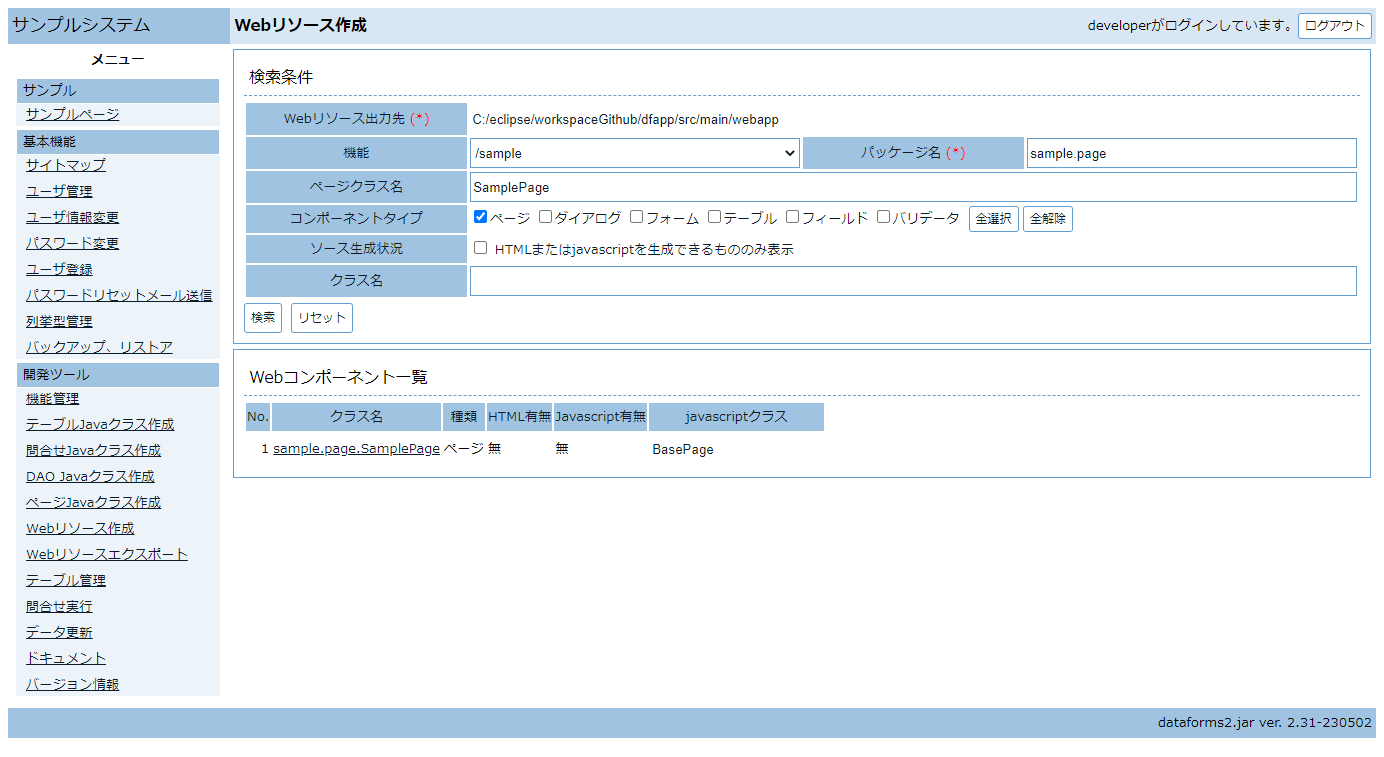 サンプルシステム
Webリソース作成
developerがログインしています。 ログアウト
メニュー
サンプル
サンプルページ
基本機能
サイトマップ
ユーザ管理
ユーザ情報変更
パスワード変更
ユーザ登録
パスワードリセットメール送信
列挙型管理
バックアップ、リストア
開発ツール
機能管理
テーブルJavaクラス作成
問合せJavaクラス作成
DAO Javaクラス作成
ページJavaクラス作成
Webリソース作成
Webリソースエクスポート
テーブル管理
問合せ実行
データ更新
ドキュメント
バージョン情報
検索条件
Webリソース出力先 (*) C:/eclipse/workspaceGithub/dfapp/src/main/webapp
機能 /sample パッケージ名 (*) sample.page
ページクラス名 SamplePage
コンポーネントタイプ ページ ダイアログ フォーム テーブル フィールド バリデータ 全選択 全解除
ソース生成状況 HTMLまたはjavascriptを生成できるもののみ表示
クラス名
検索 リセット
Webコンポーネント一覧
No. クラス名 種類 HTML有無 Javascript有無 javascriptクラス
1 sample.page.SamplePage ページ 無 無 BasePage
dataforms2.jar ver. 2.31-230502